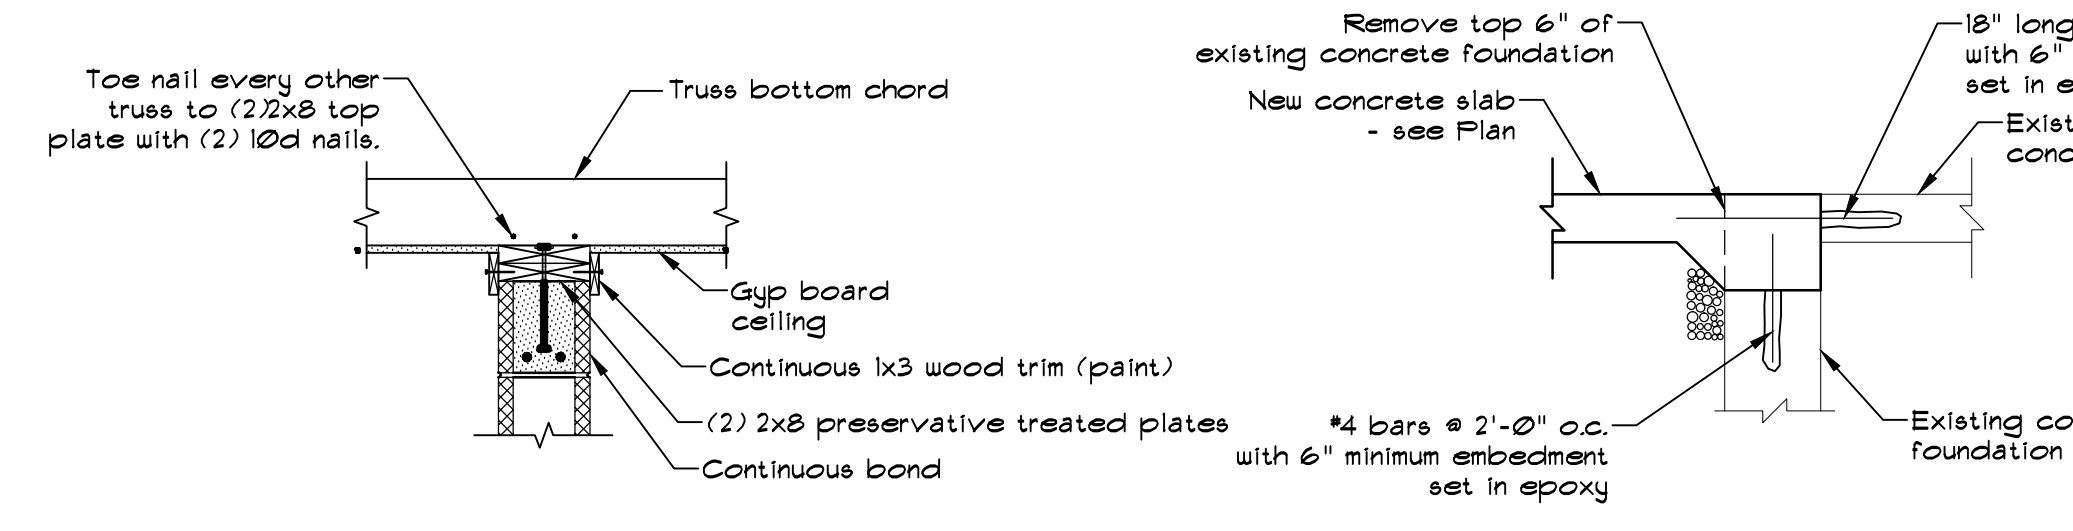 Toe nail every other
truss to (2)2x8 top
plate with (2) 10d nails.
Truss bottom chord
Gyp board
ceiling
Continuous 1x3 wood trim (paint)
(2) 2x8 preservative treated plates
Continuous bond
Remove top 6" of
existing concrete foundation
New concrete slab
- see Plan
18" long
with 6"
set in e
Exist
conc
#4 bars @ 2'-0" o.c.
with 6" minimum embedment
set in epoxy
Existing co
foundation